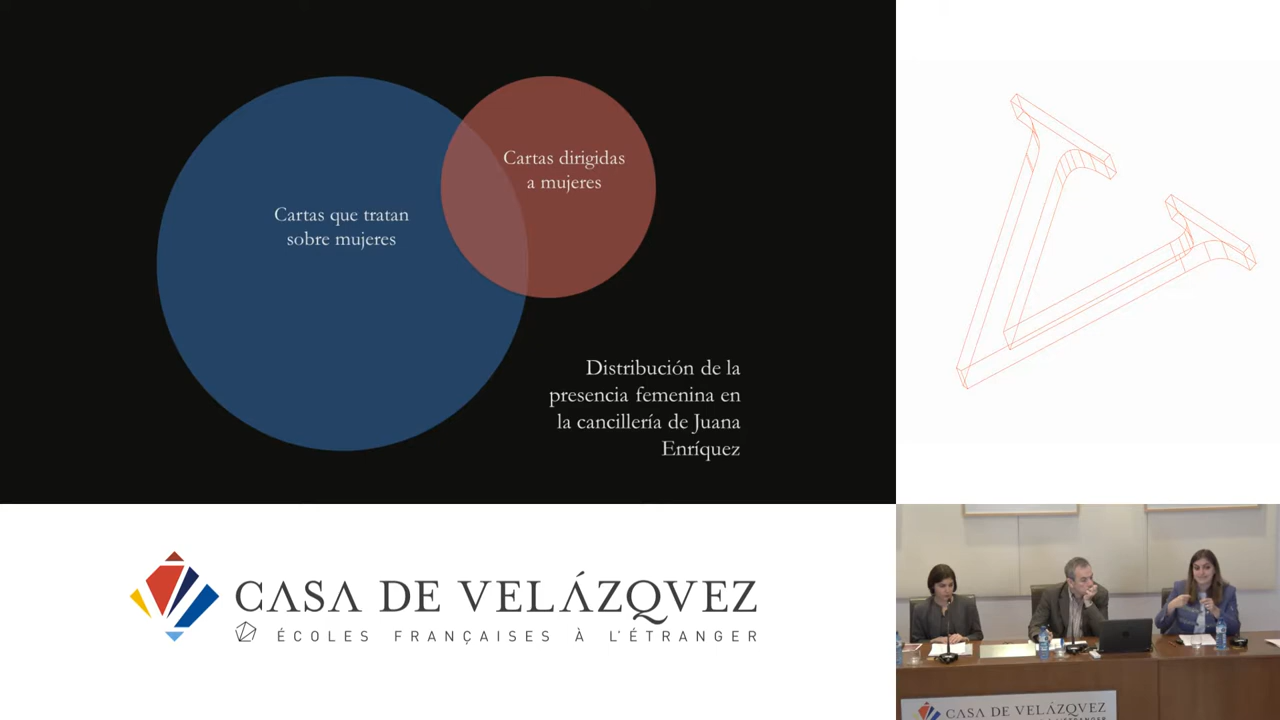 Cartas dirigidas
a mujeres
Cartas que tratan
sobre mujeres
Distribución de la
presencia femenina en
la cancillería de Juana
Enríquez
CASA DE VELÁZQVEZ
ÉCOLES FRANÇAISES À L'ÉTRANGER
CASA DE VELÁZQVEZ